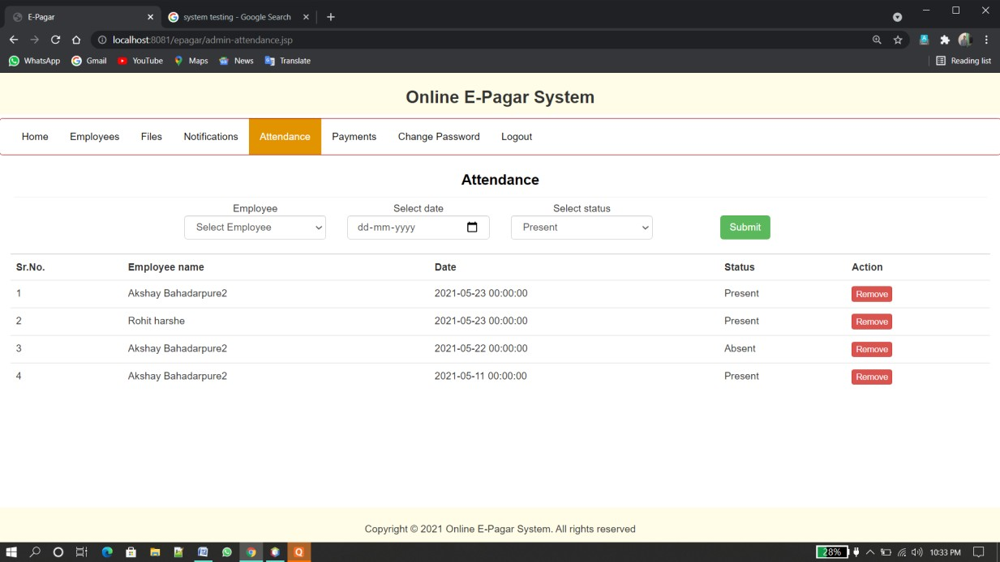 E-Pagar
system testing - Google Search
localhost:8081/epagar/admin-attendance.jsp
WhatsApp Gmail YouTube Maps News Translate Reading list
Online E-Pagar System
Home Employees Files Notifications Attendance Payments Change Password Logout
Attendance
Employee Select date Select status
Select Employee dd-mm-yyyy Present Submit
Sr.No. Employee name Date Status Action
1 Akshay Bahadarpure2 2021-05-23 00:00:00 Present Remove
2 Rohit harshe 2021-05-23 00:00:00 Present Remove
3 Akshay Bahadarpure2 2021-05-22 00:00:00 Absent Remove
4 Akshay Bahadarpure2 2021-05-11 00:00:00 Present Remove
Copyright © 2021 Online E-Pagar System. All rights reserved
28% 10:33 PM